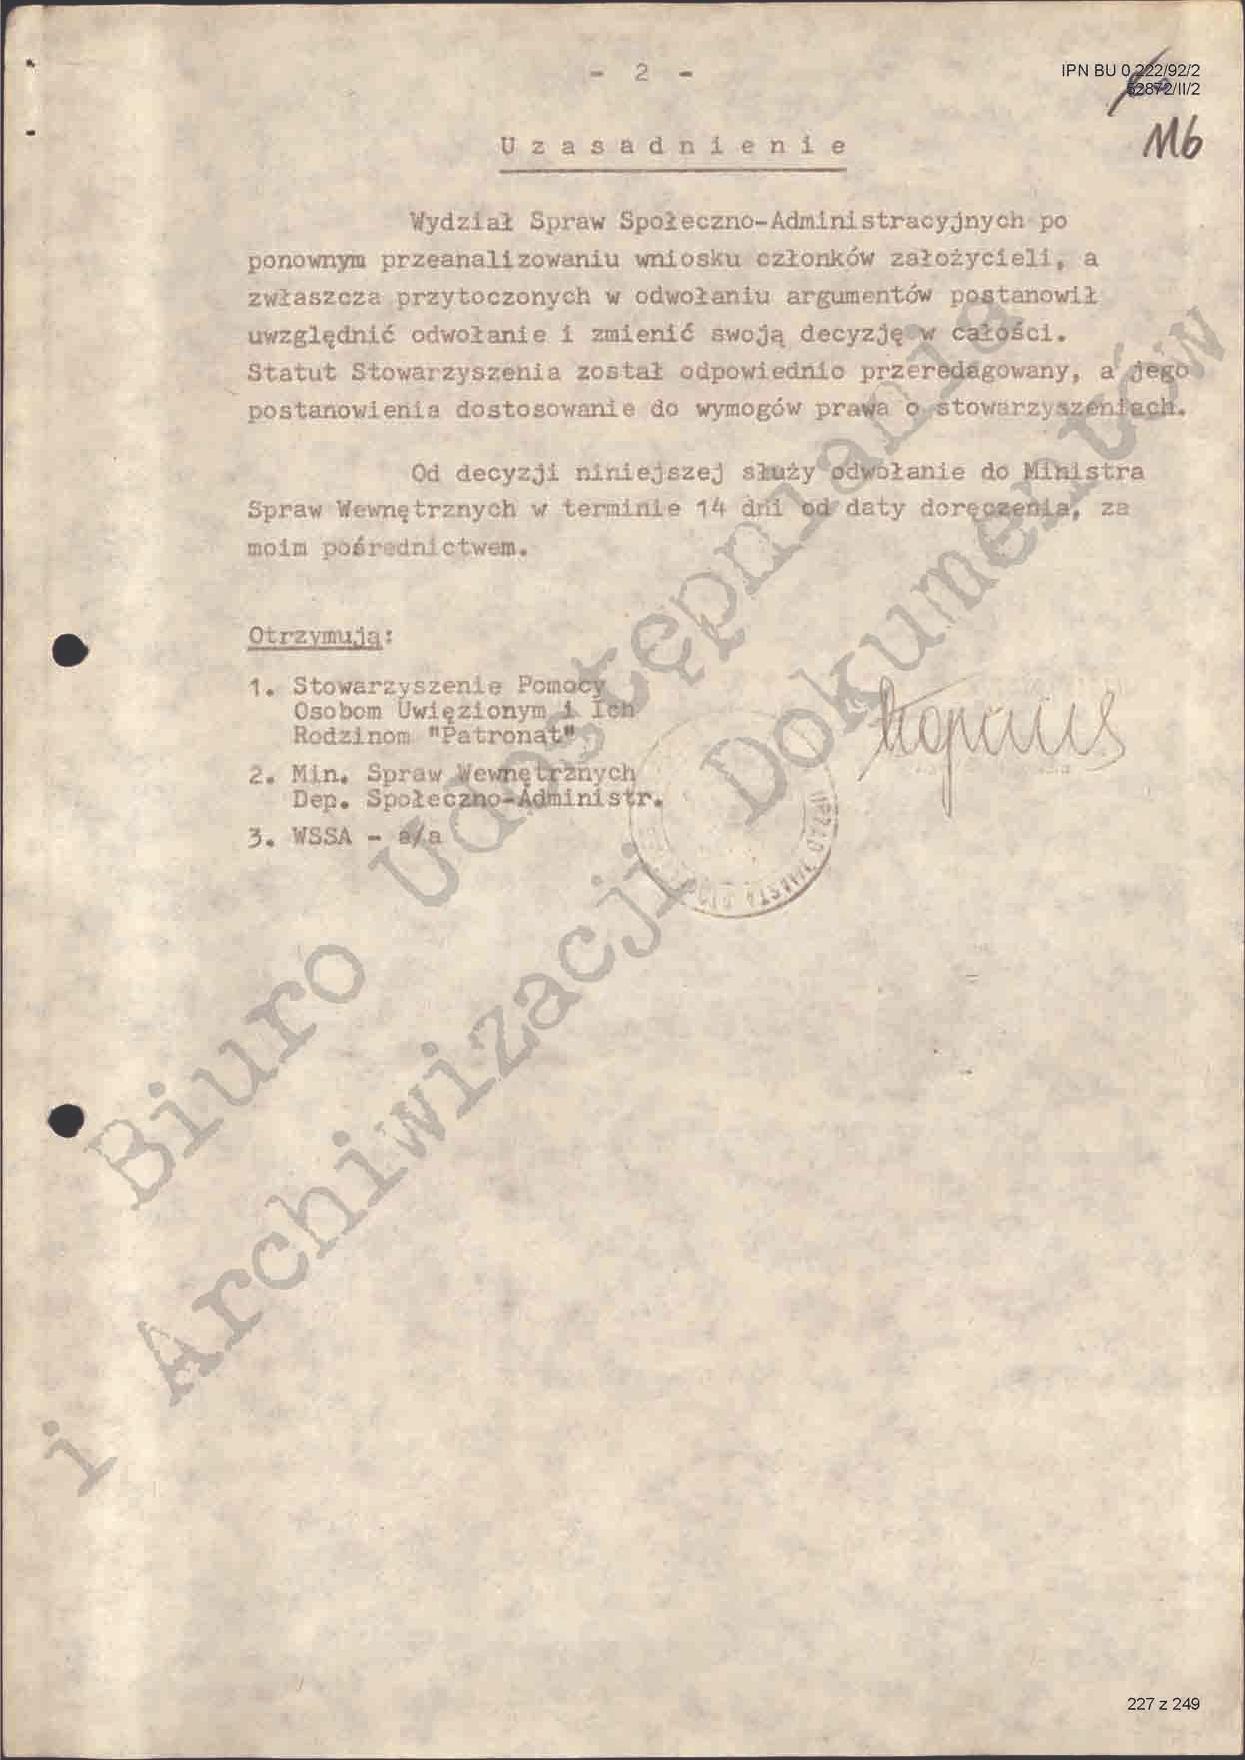 - 2 -
IPN BU 0 222/92/2
52872/II/2
116
U z a s a d n i e n i e
Wydział Spraw Społeczno-Administracyjnych po
ponownym przeanalizowaniu wniosku członków założycieli, a
zwłaszcza przytoczonych w odwołaniu argumentów postanowił
uwzględnić odwołanie i zmienić swoją decyzję w całości.
Statut Stowarzyszenia został odpowiednio przeredagowany, a jego
postanowienia dostosowanie do wymogów prawa o stowarzyszeniach.
Od decyzji niniejszej służy odwołanie do Ministra
Spraw Wewnętrznych w terminie 14 dni od daty doręczenia, za
moim pośrednictwem.
Otrzymują:
1. Stowarzyszenie Pomocy
Osobom Uwięzionym i Ich
Rodzinom "Patronat"
2. Min. Spraw Wewnętrznych
Dep. Społeczno-Administr.
3. WSSA - a/a
Biuro Udostępniania
i Archiwizacji Dokumentów
227 z 249